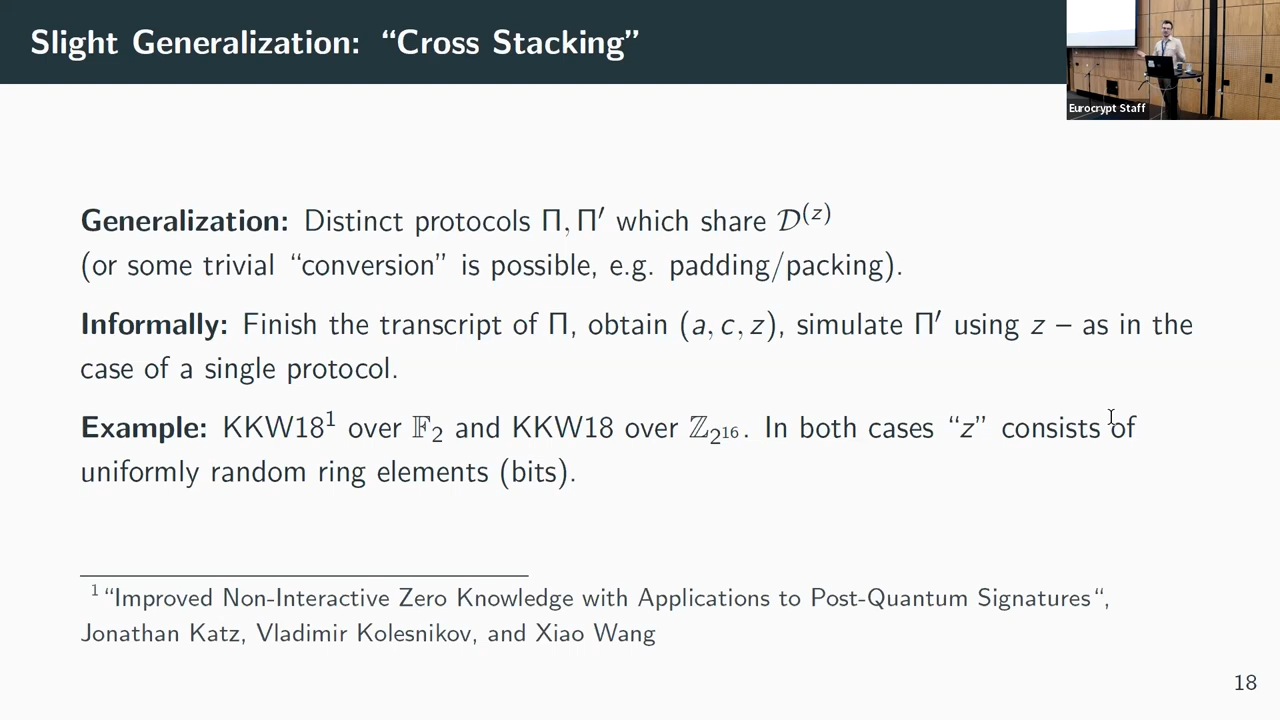 Slight Generalization: “Cross Stacking”
Eurocrypt Staff
Generalization: Distinct protocols Π, Π′ which share 𝒟^(z)
(or some trivial “conversion” is possible, e.g. padding/packing).
Informally: Finish the transcript of Π, obtain (a, c, z), simulate Π′ using z – as in the
case of a single protocol.
Example: KKW18¹ over 𝔽₂ and KKW18 over ℤ_{2^{16}}. In both cases “z” consists of
uniformly random ring elements (bits).
¹“Improved Non-Interactive Zero Knowledge with Applications to Post-Quantum Signatures“,
Jonathan Katz, Vladimir Kolesnikov, and Xiao Wang
18